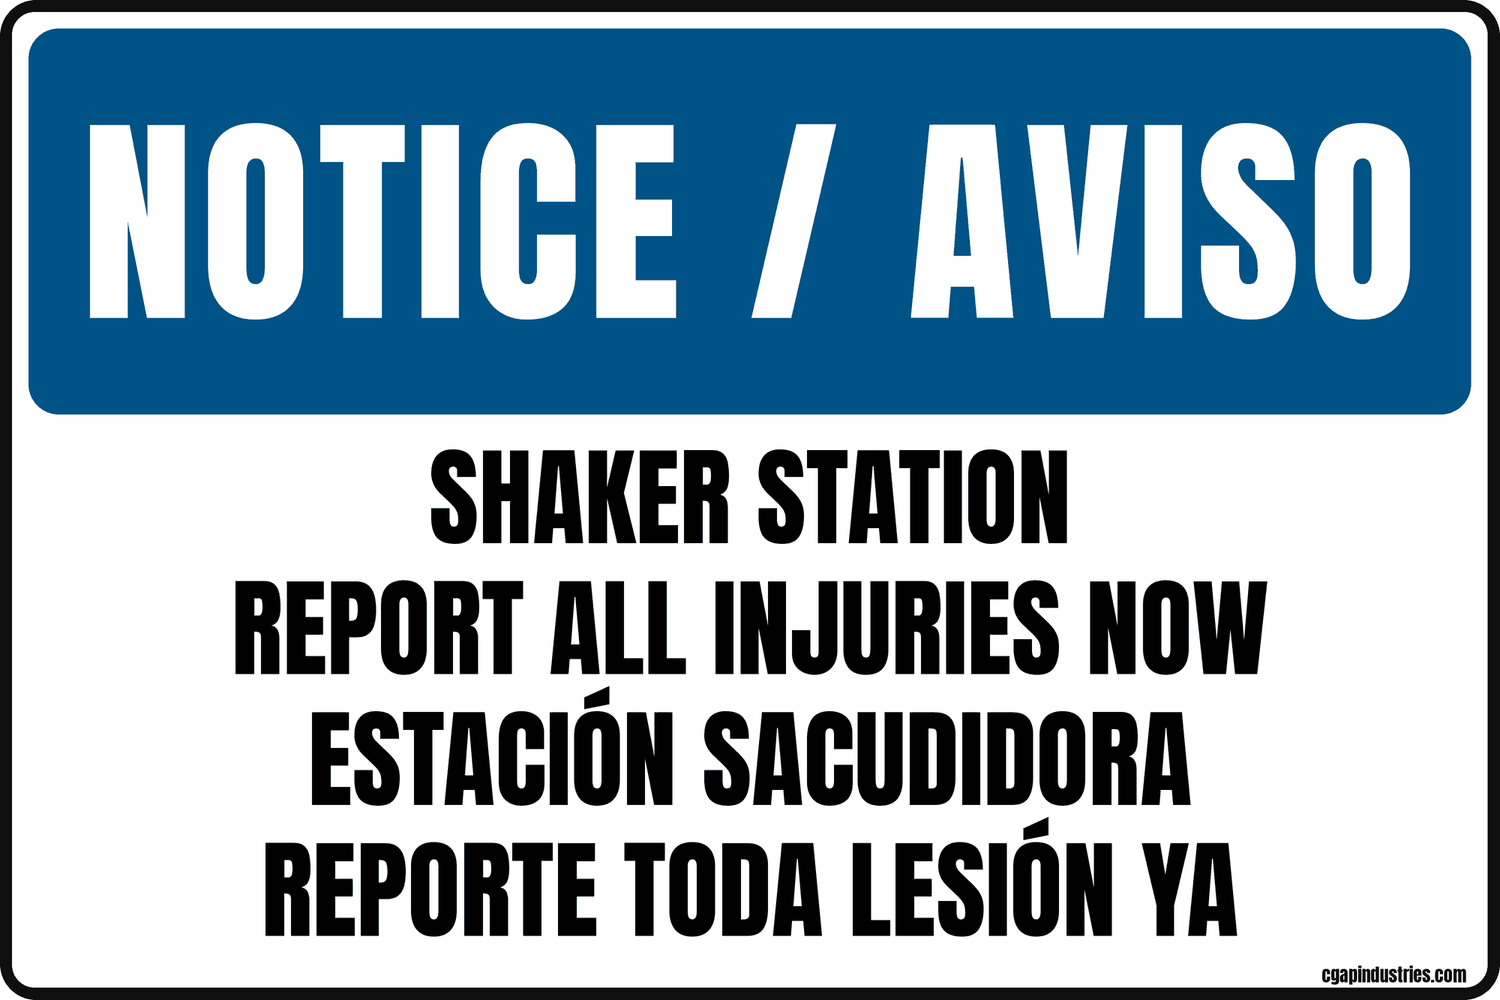 NOTICE / AVISO
SHAKER STATION
REPORT ALL INJURIES NOW
ESTACIÓN SACUDIDORA
REPORTE TODA LESIÓN YA
cgapindustries.com